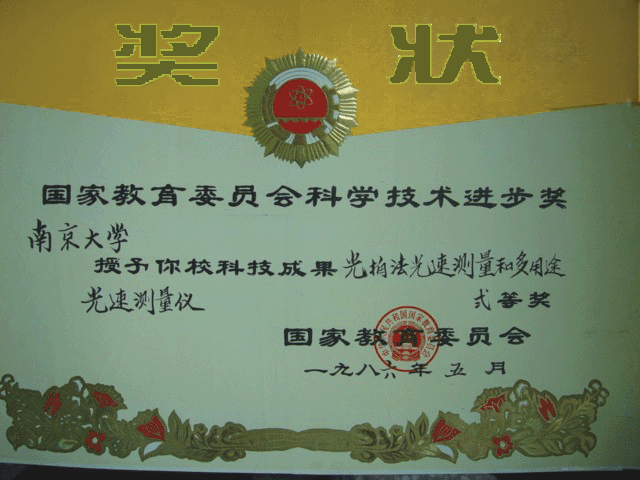 奖状
国家教育委员会科学技术进步奖
南京大学
授予你校科技成果光拍法光速测量和多用途
光速测量仪 弍等奖
国家教育委员会
一九八六年五月